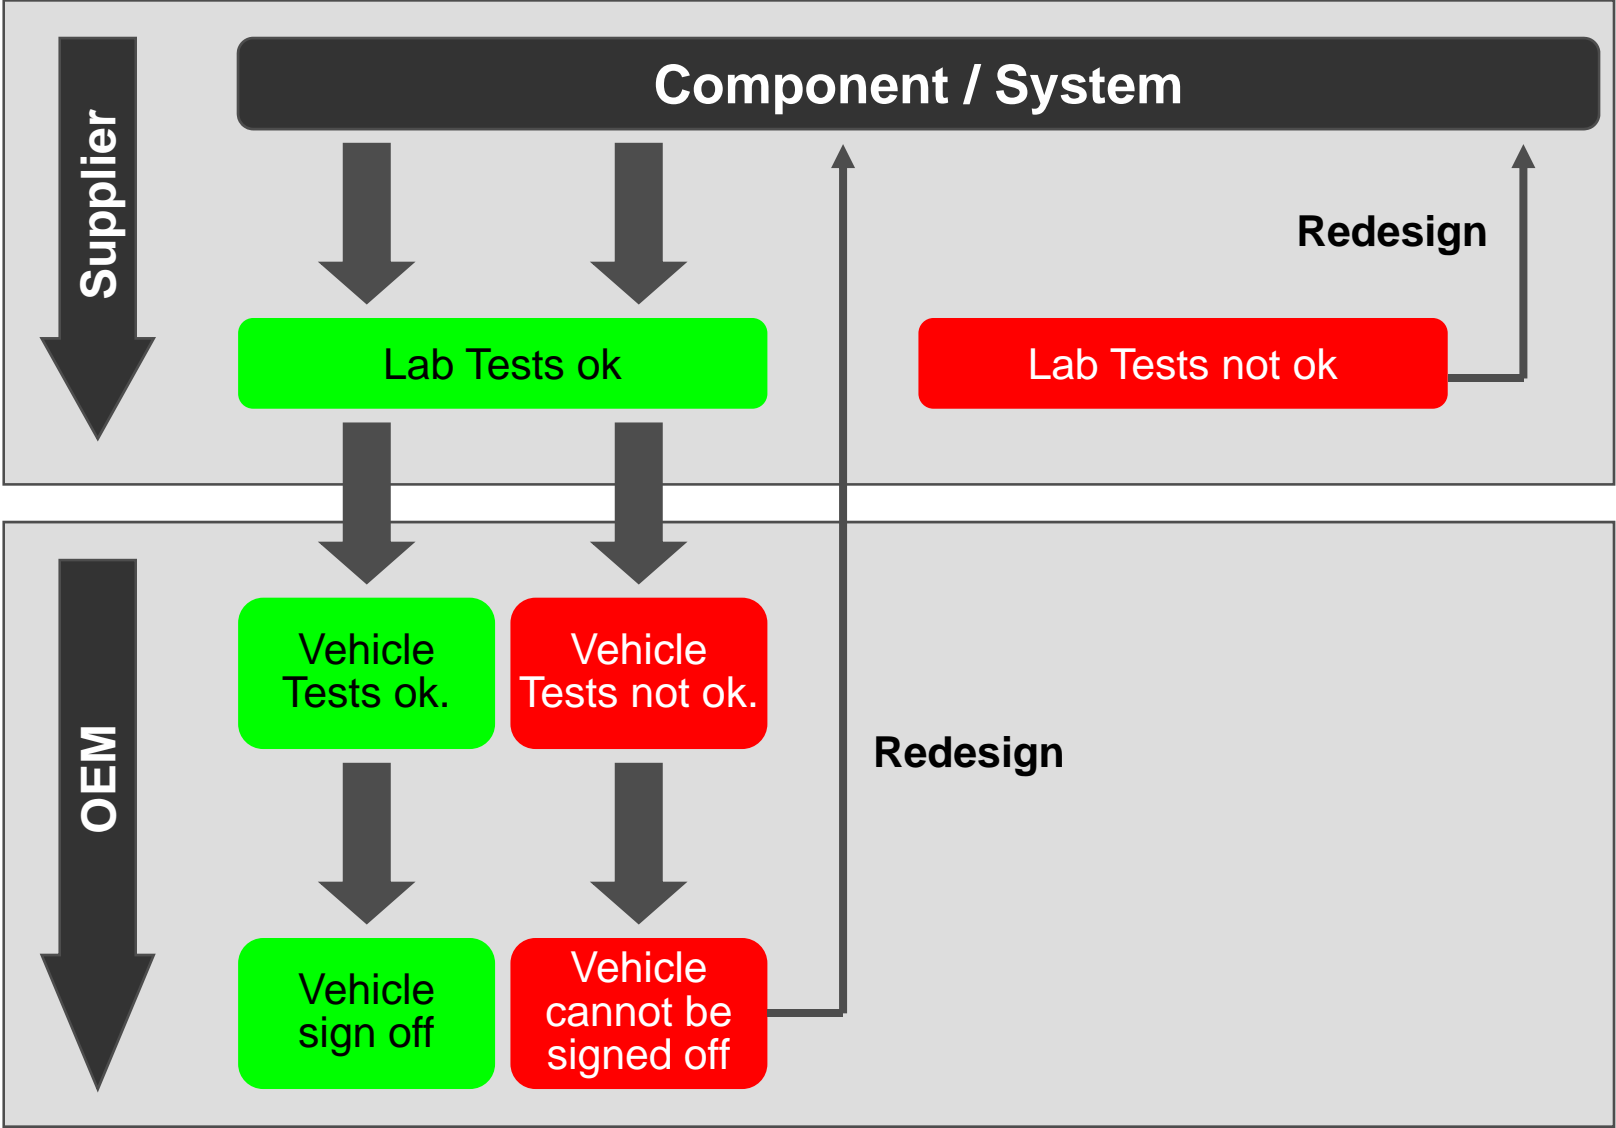 Component / System
Supplier
Redesign
Lab Tests ok
Lab Tests not ok
OEM
Vehicle
Tests ok.
Vehicle
Tests not ok.
Redesign
Vehicle
sign off
Vehicle
cannot be
signed off